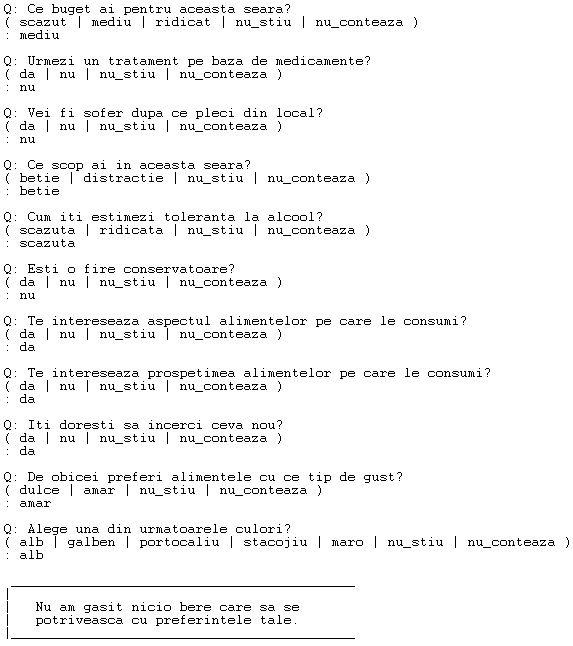 Q: Ce buget ai pentru aceasta seara?
( scazut | mediu | ridicat | nu_stiu | nu_conteaza )
: mediu
Q: Urmezi un tratament pe baza de medicamente?
( da | nu | nu_stiu | nu_conteaza )
: nu
Q: Vei fi sofer dupa ce pleci din local?
( da | nu | nu_stiu | nu_conteaza )
: nu
Q: Ce scop ai in aceasta seara?
( betie | distractie | nu_stiu | nu_conteaza )
: betie
Q: Cum iti estimezi toleranta la alcool?
( scazuta | ridicata | nu_stiu | nu_conteaza )
: scazuta
Q: Esti o fire conservatoare?
( da | nu | nu_stiu | nu_conteaza )
: nu
Q: Te intereseaza aspectul alimentelor pe care le consumi?
( da | nu | nu_stiu | nu_conteaza )
: da
Q: Te intereseaza prospetimea alimentelor pe care le consumi?
( da | nu | nu_stiu | nu_conteaza )
: da
Q: Iti doresti sa incerci ceva nou?
( da | nu | nu_stiu | nu_conteaza )
: da
Q: De obicei preferi alimentele cu ce tip de gust?
( dulce | amar | nu_stiu | nu_conteaza )
: amar
Q: Alege una din urmatoarele culori?
( alb | galben | portocaliu | stacojiu | maro | nu_stiu | nu_conteaza )
: alb
Nu am gasit nicio bere care sa se
potriveasca cu preferintele tale.